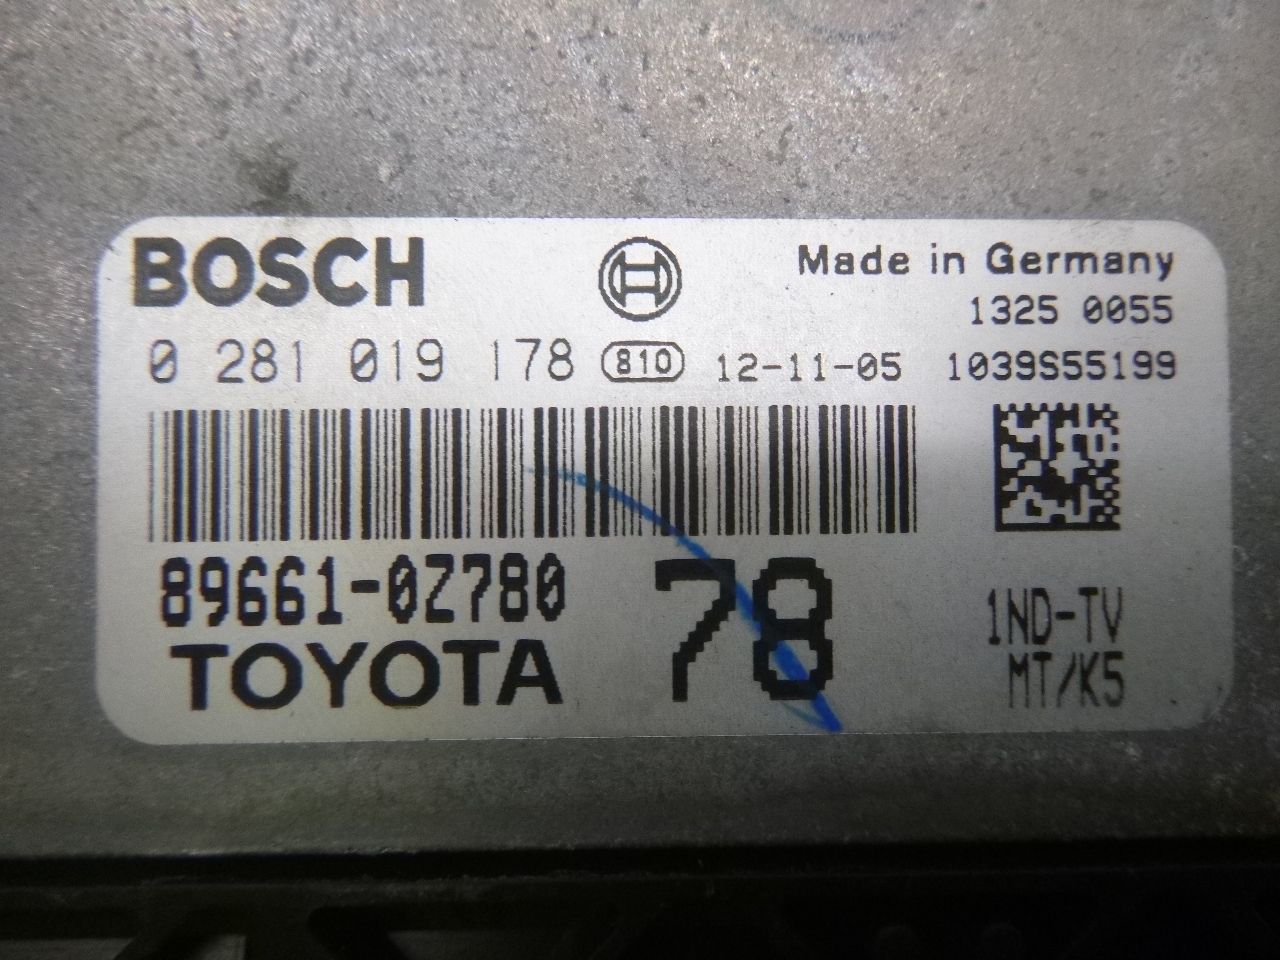 BOSCH
Made in Germany
1325 0055
0 281 019 178 810 12-11-05 1039S55199
89661-0Z780
TOYOTA
78
1ND-TV
MT/K5